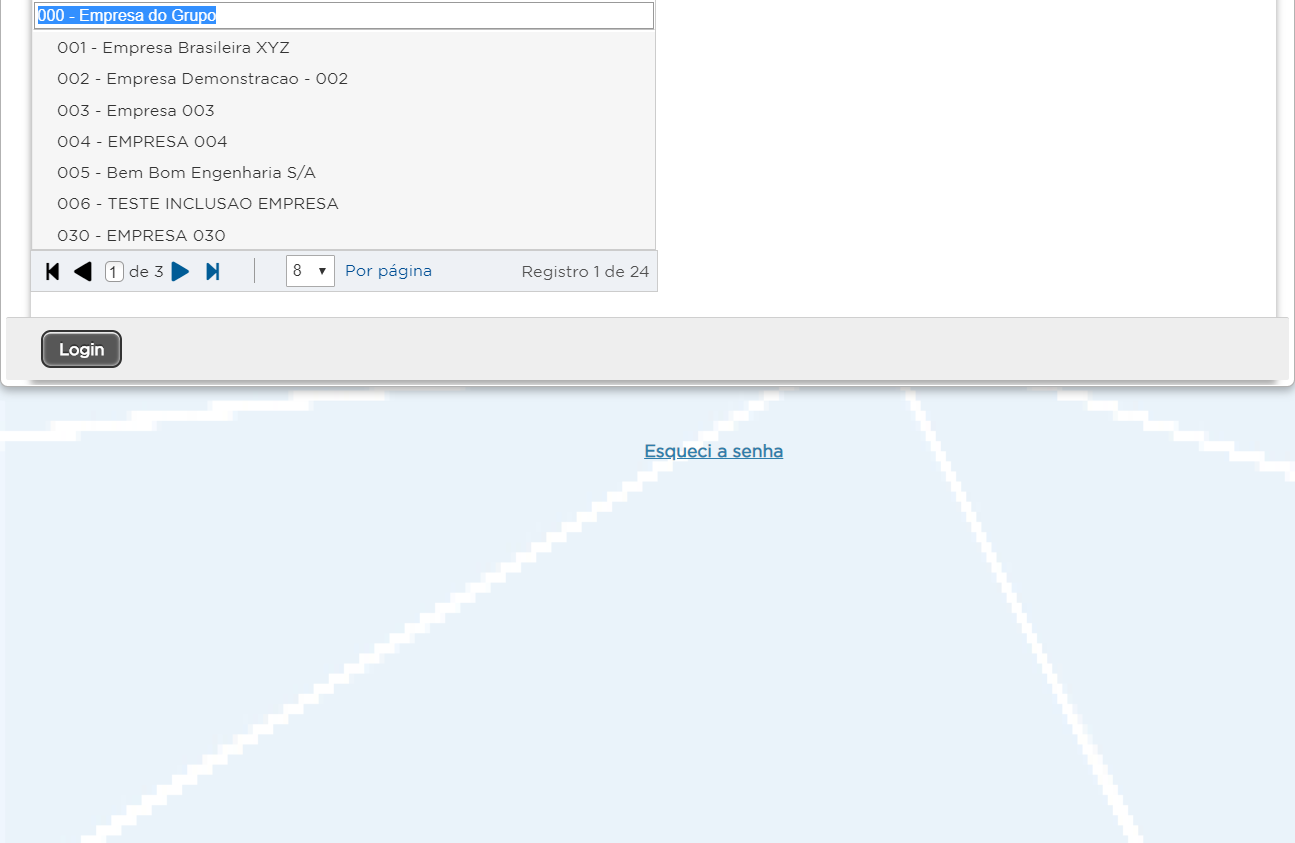 000 - Empresa do Grupo
001 - Empresa Brasileira XYZ
002 - Empresa Demonstracao - 002
003 - Empresa 003
004 - EMPRESA 004
005 - Bem Bom Engenharia S/A
006 - TESTE INCLUSAO EMPRESA
030 - EMPRESA 030
1 de 3 8 Por página Registro 1 de 24
Login
Esqueci a senha